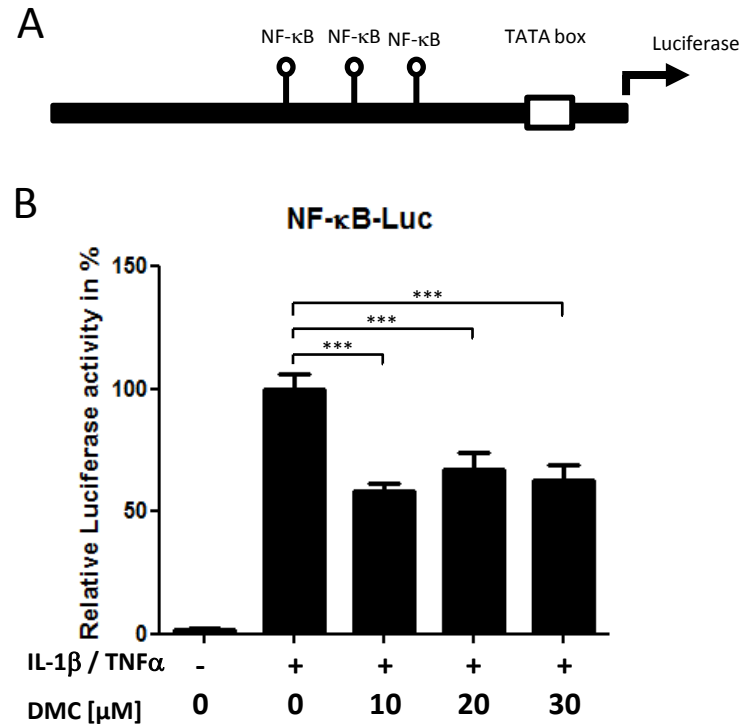 A
NF-κB NF-κB NF-κB TATA box Luciferase
B
NF-κB-Luc
Relative Luciferase activity in %
150
100
50
0
***
***
***
IL-1β / TNFα - + + + +
DMC [µM] 0 0 10 20 30